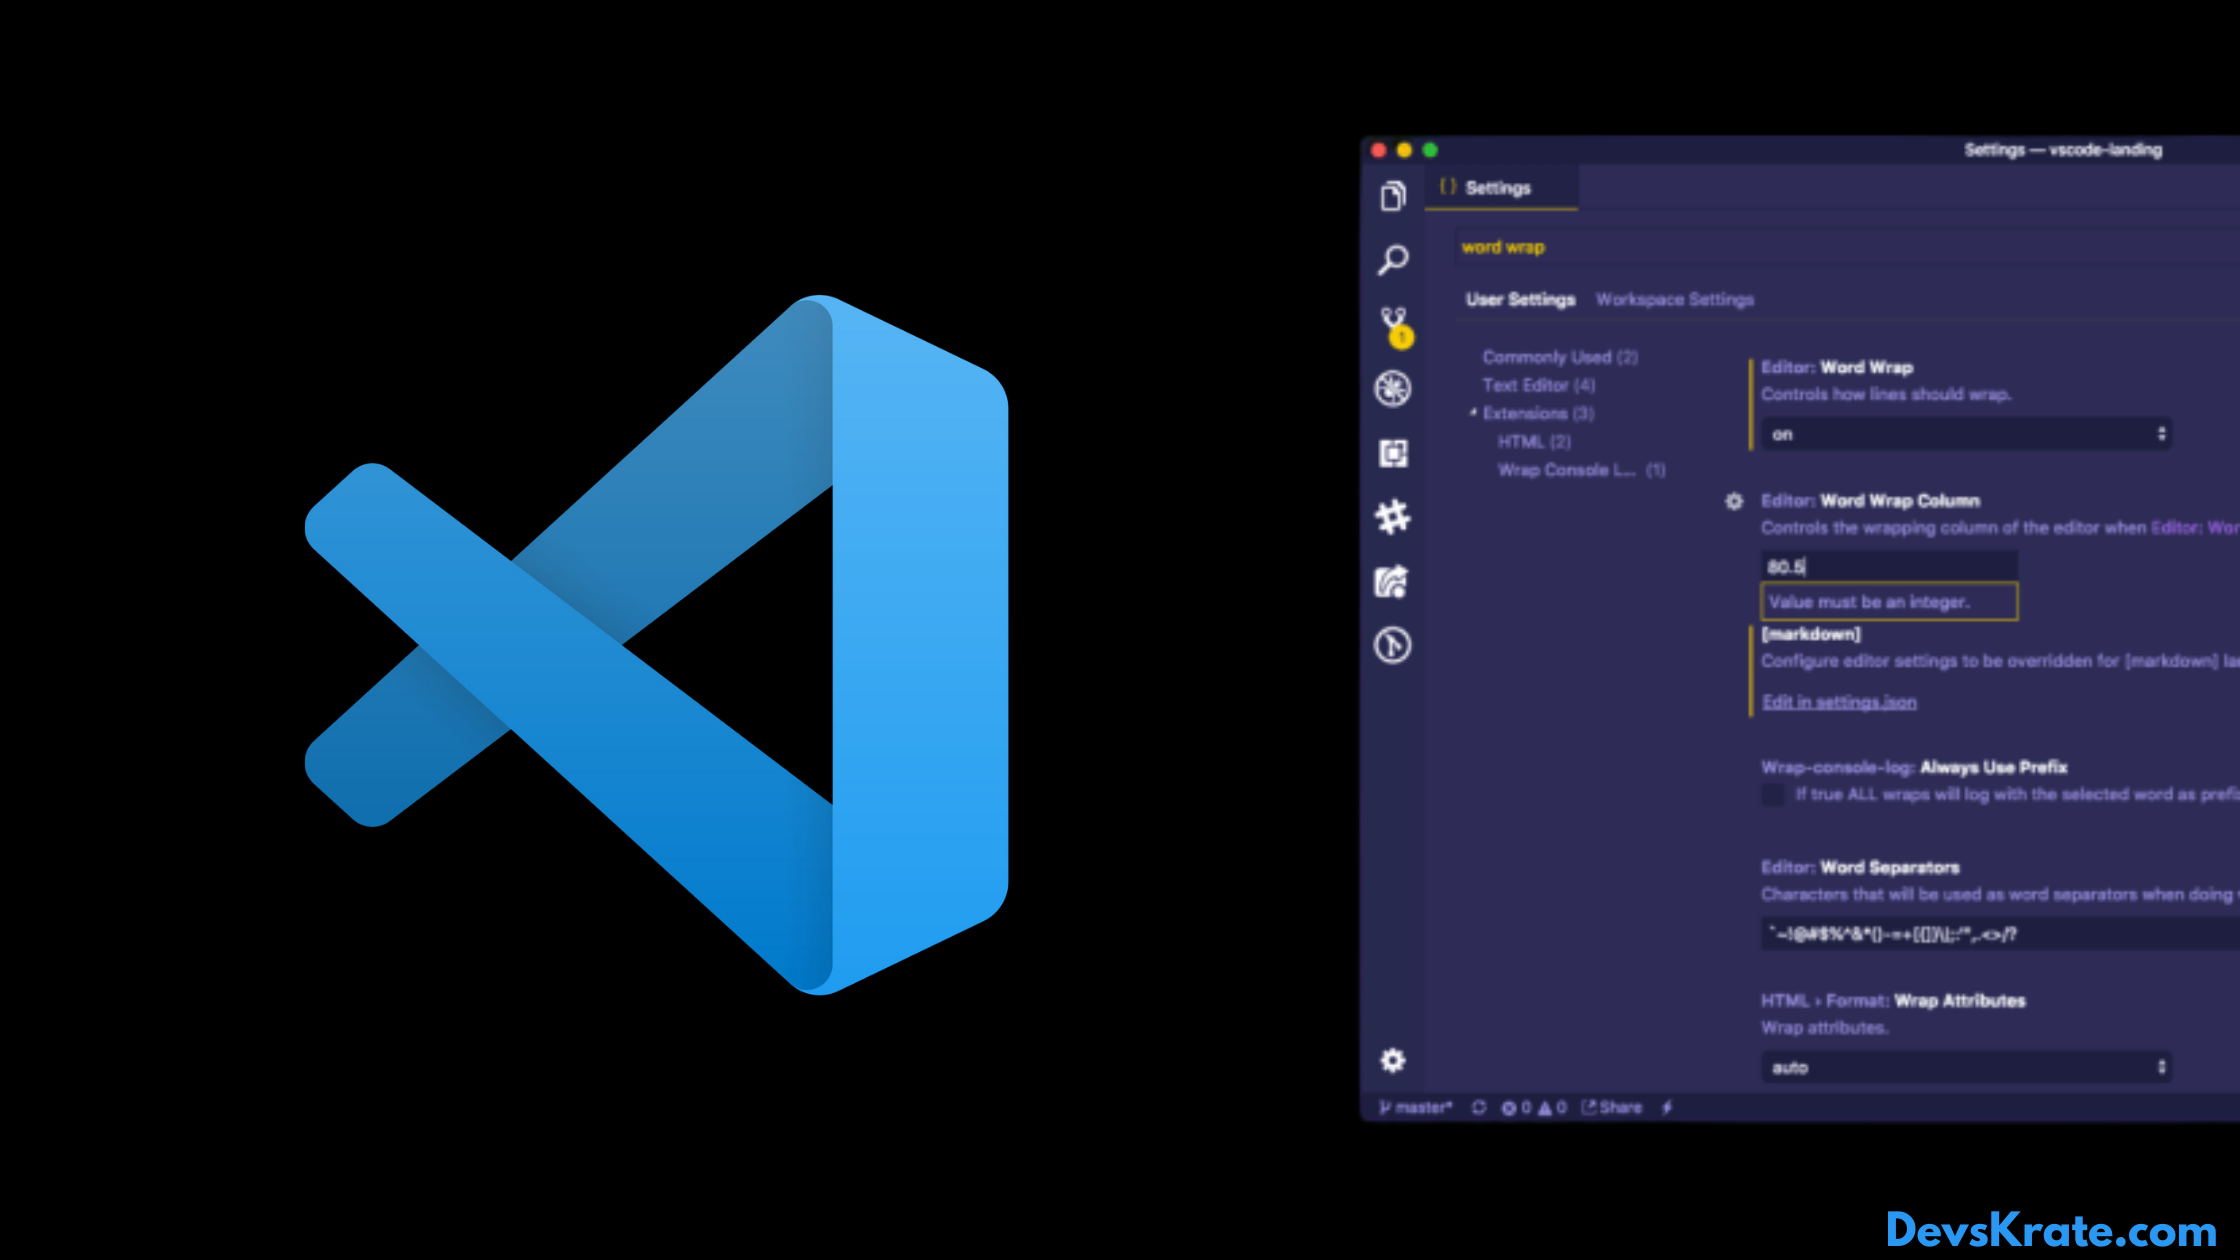 Settings — vscode-landing
{ } Settings
word wrap
User Settings Workspace Settings
1
Commonly Used (2)
Text Editor (4)
Extensions (3)
HTML (2)
Wrap Console L... (1)
Editor: Word Wrap
Controls how lines should wrap.
on
Editor: Word Wrap Column
Controls the wrapping column of the editor when Editor: Wor
80.5
Value must be an integer.
[markdown]
Configure editor settings to be overridden for [markdown] la
Edit in settings.json
Wrap-console-log: Always Use Prefix
If true ALL wraps will log with the selected word as prefi
Editor: Word Separators
Characters that will be used as word separators when doing
`~!@#$%^&*()-=+[{]}\|;:'",.<>/?
HTML › Format: Wrap Attributes
Wrap attributes.
auto
master* 0 0 Share
DevsKrate.com